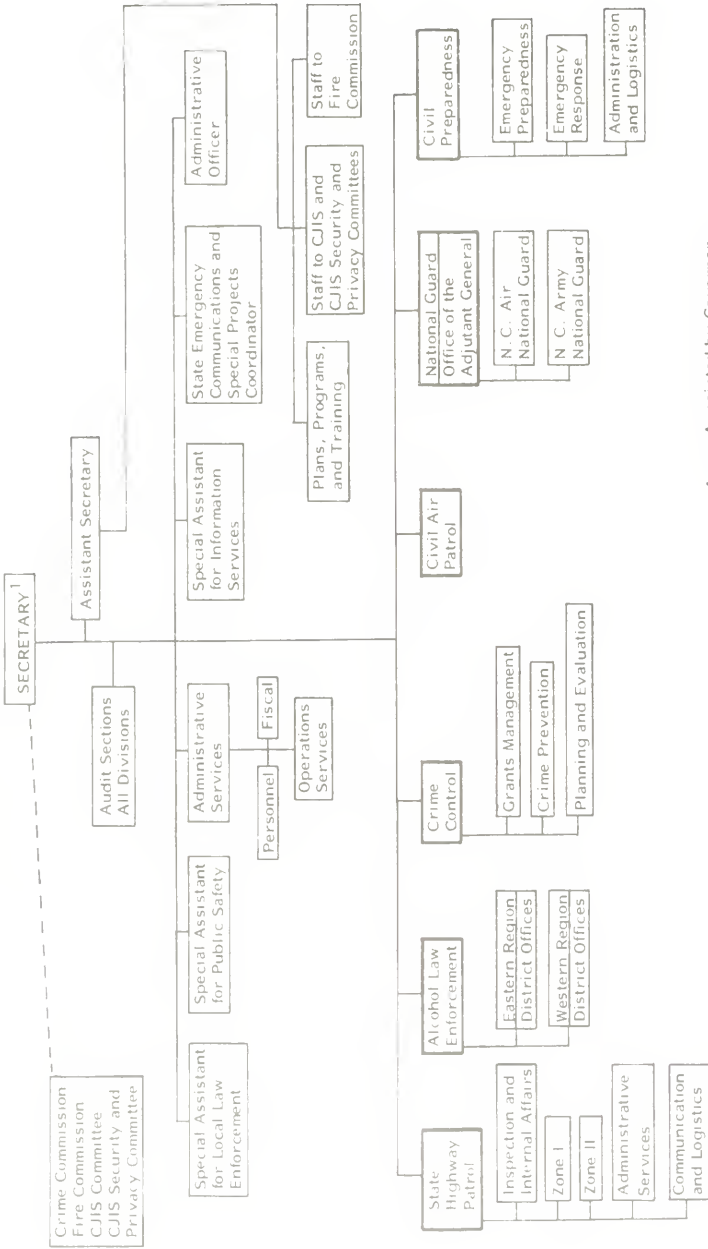 SECRETARY¹
Crime Commission
Fire Commission
CJIS Committee
CJIS Security and
Privacy Committee
Assistant Secretary
Audit Sections
All Divisions
Special Assistant
for Local Law
Enforcement
Special Assistant
for Public Safety
Administrative
Services
Personnel
Fiscal
Operations
Services
Special Assistant
for Information
Services
State Emergency
Communications and
Special Projects
Coordinator
Administrative
Officer
Plans, Programs,
and Training
Staff to CJIS and
CJIS Security and
Privacy Committees
Staff to
Fire
Commission
State
Highway
Patrol
Inspection and
Internal Affairs
Zone I
Zone II
Administrative
Services
Communication
and Logistics
Alcohol Law
Enforcement
Eastern Region
District Offices
Western Region
District Offices
Crime
Control
Grants Management
Crime Prevention
Planning and Evaluation
Civil Air
Patrol
National Guard
Office of the
Adjutant General
N.C. Air
National Guard
N.C. Army
National Guard
Civil
Preparedness
Emergency
Preparedness
Emergency
Response
Administration
and Logistics